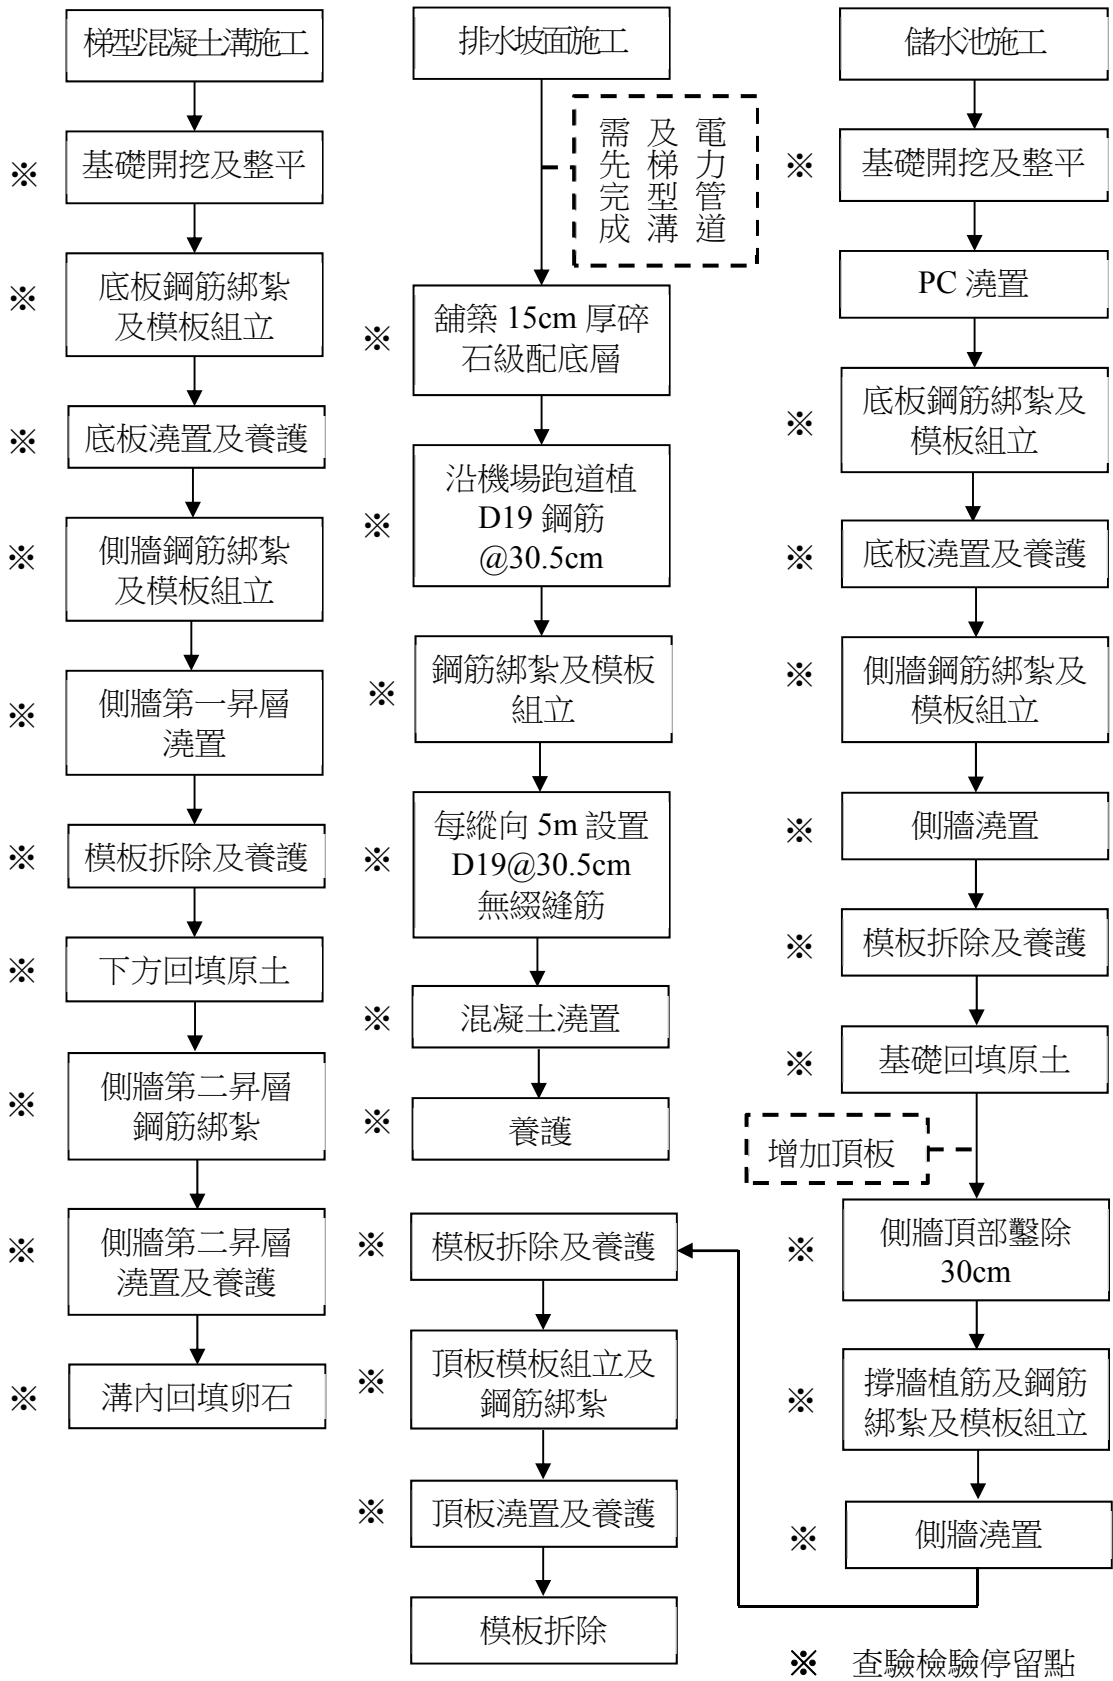 梯型混凝土溝施工
※
基礎開挖及整平
※
底板鋼筋綁紮
及模板組立
※
底板澆置及養護
※
側牆鋼筋綁紮
及模板組立
※
側牆第一昇層
澆置
※
模板拆除及養護
※
下方回填原土
※
側牆第二昇層
鋼筋綁紮
※
側牆第二昇層
澆置及養護
※
溝內回填卵石
排水坡面施工
電力管道
及梯型溝
需先完成
※
舖築 15cm 厚碎
石級配底層
※
沿機場跑道植
D19 鋼筋
@30.5cm
※
鋼筋綁紮及模板
組立
※
每縱向 5m 設置
D19@30.5cm
無綴縫筋
※
混凝土澆置
※
養護
儲水池施工
※
基礎開挖及整平
PC 澆置
※
底板鋼筋綁紮及
模板組立
※
底板澆置及養護
※
側牆鋼筋綁紮及
模板組立
※
側牆澆置
※
模板拆除及養護
※
基礎回填原土
增加頂板
※
側牆頂部鑿除
30cm
※
撐牆植筋及鋼筋
綁紮及模板組立
※
側牆澆置
※
模板拆除及養護
※
頂板模板組立及
鋼筋綁紮
※
頂板澆置及養護
模板拆除
※ 查驗檢驗停留點